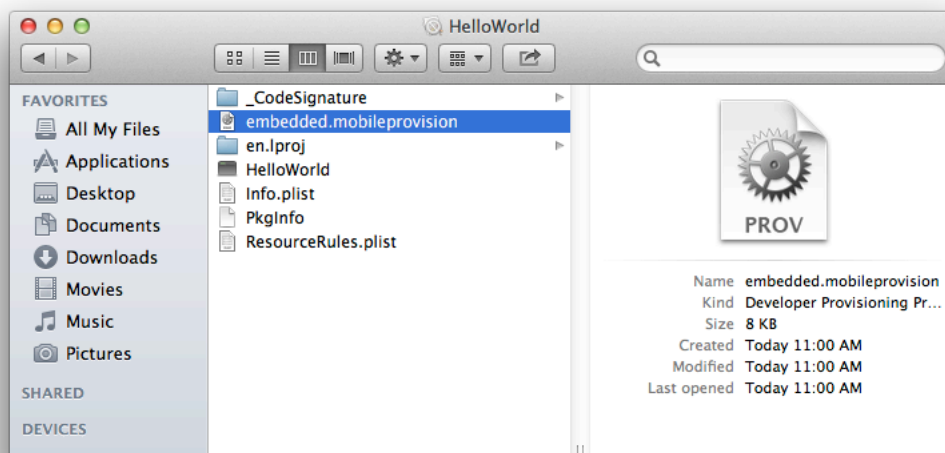 HelloWorld
FAVORITES
All My Files
Applications
Desktop
Documents
Downloads
Movies
Music
Pictures
SHARED
DEVICES
_CodeSignature
embedded.mobileprovision
en.lproj
HelloWorld
Info.plist
PkgInfo
ResourceRules.plist
PROV
Name embedded.mobileprovision
Kind Developer Provisioning Pr...
Size 8 KB
Created Today 11:00 AM
Modified Today 11:00 AM
Last opened Today 11:00 AM